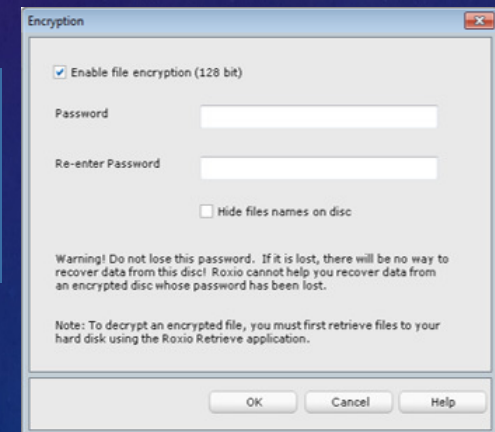 Encryption
Enable file encryption (128 bit)
Password
Re-enter Password
Hide files names on disc
Warning! Do not lose this password. If it is lost, there will be no way to
recover data from this disc! Roxio cannot help you recover data from
an encrypted disc whose password has been lost.
Note: To decrypt an encrypted file, you must first retrieve files to your
hard disk using the Roxio Retrieve application.
OK Cancel Help